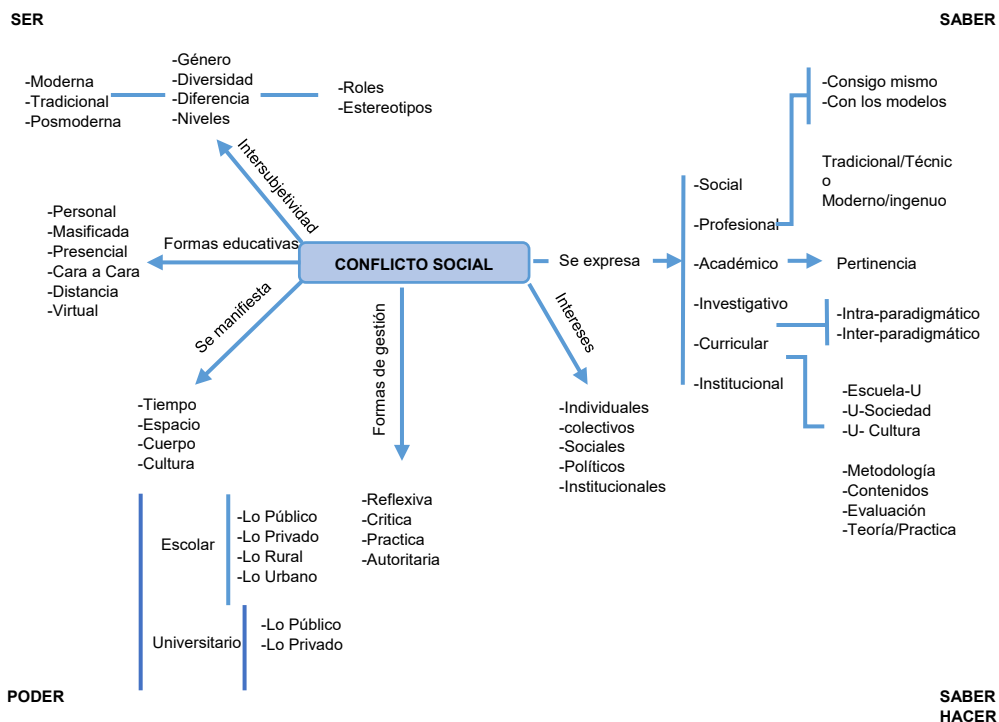 SER
SABER
-Género
-Diversidad
-Diferencia
-Niveles
-Moderna
-Tradicional
-Posmoderna
-Roles
-Estereotipos
-Consigo mismo
-Con los modelos
Intersubjetividad
Tradicional/Técnic
o
Moderno/ingenuo
-Personal
-Masificada
-Presencial
-Cara a Cara
-Distancia
-Virtual
Formas educativas
CONFLICTO SOCIAL
Se expresa
-Social
-Profesional
-Académico
-Investigativo
-Curricular
-Institucional
Pertinencia
-Intra-paradigmático
-Inter-paradigmático
Se manifiesta
Formas de gestión
Intereses
-Escuela-U
-U-Sociedad
-U- Cultura
-Tiempo
-Espacio
-Cuerpo
-Cultura
-Individuales
-colectivos
-Sociales
-Políticos
-Institucionales
-Metodología
-Contenidos
-Evaluación
-Teoría/Practica
-Reflexiva
-Critica
-Practica
-Autoritaria
Escolar
-Lo Público
-Lo Privado
-Lo Rural
-Lo Urbano
Universitario
-Lo Público
-Lo Privado
PODER
SABER
HACER